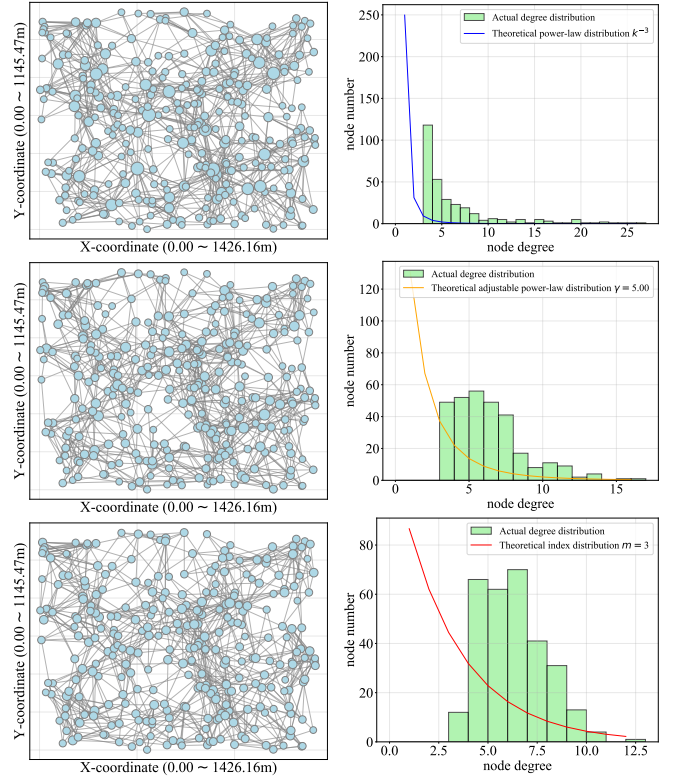 Y-coordinate (0.00 ∼ 1145.47m)
X-coordinate (0.00 ∼ 1426.16m)
250
200
150
100
50
0
node number
Actual degree distribution
Theoretical power-law distribution k⁻³
0 5 10 15 20 25
node degree
Y-coordinate (0.00 ∼ 1145.47m)
X-coordinate (0.00 ∼ 1426.16m)
120
100
80
60
40
20
0
node number
Actual degree distribution
Theoretical adjustable power-law distribution γ = 5.00
0 5 10 15
node degree
Y-coordinate (0.00 ∼ 1145.47m)
X-coordinate (0.00 ∼ 1426.16m)
80
60
40
20
0
node number
Actual degree distribution
Theoretical index distribution m = 3
0.0 2.5 5.0 7.5 10.0 12.5
node degree